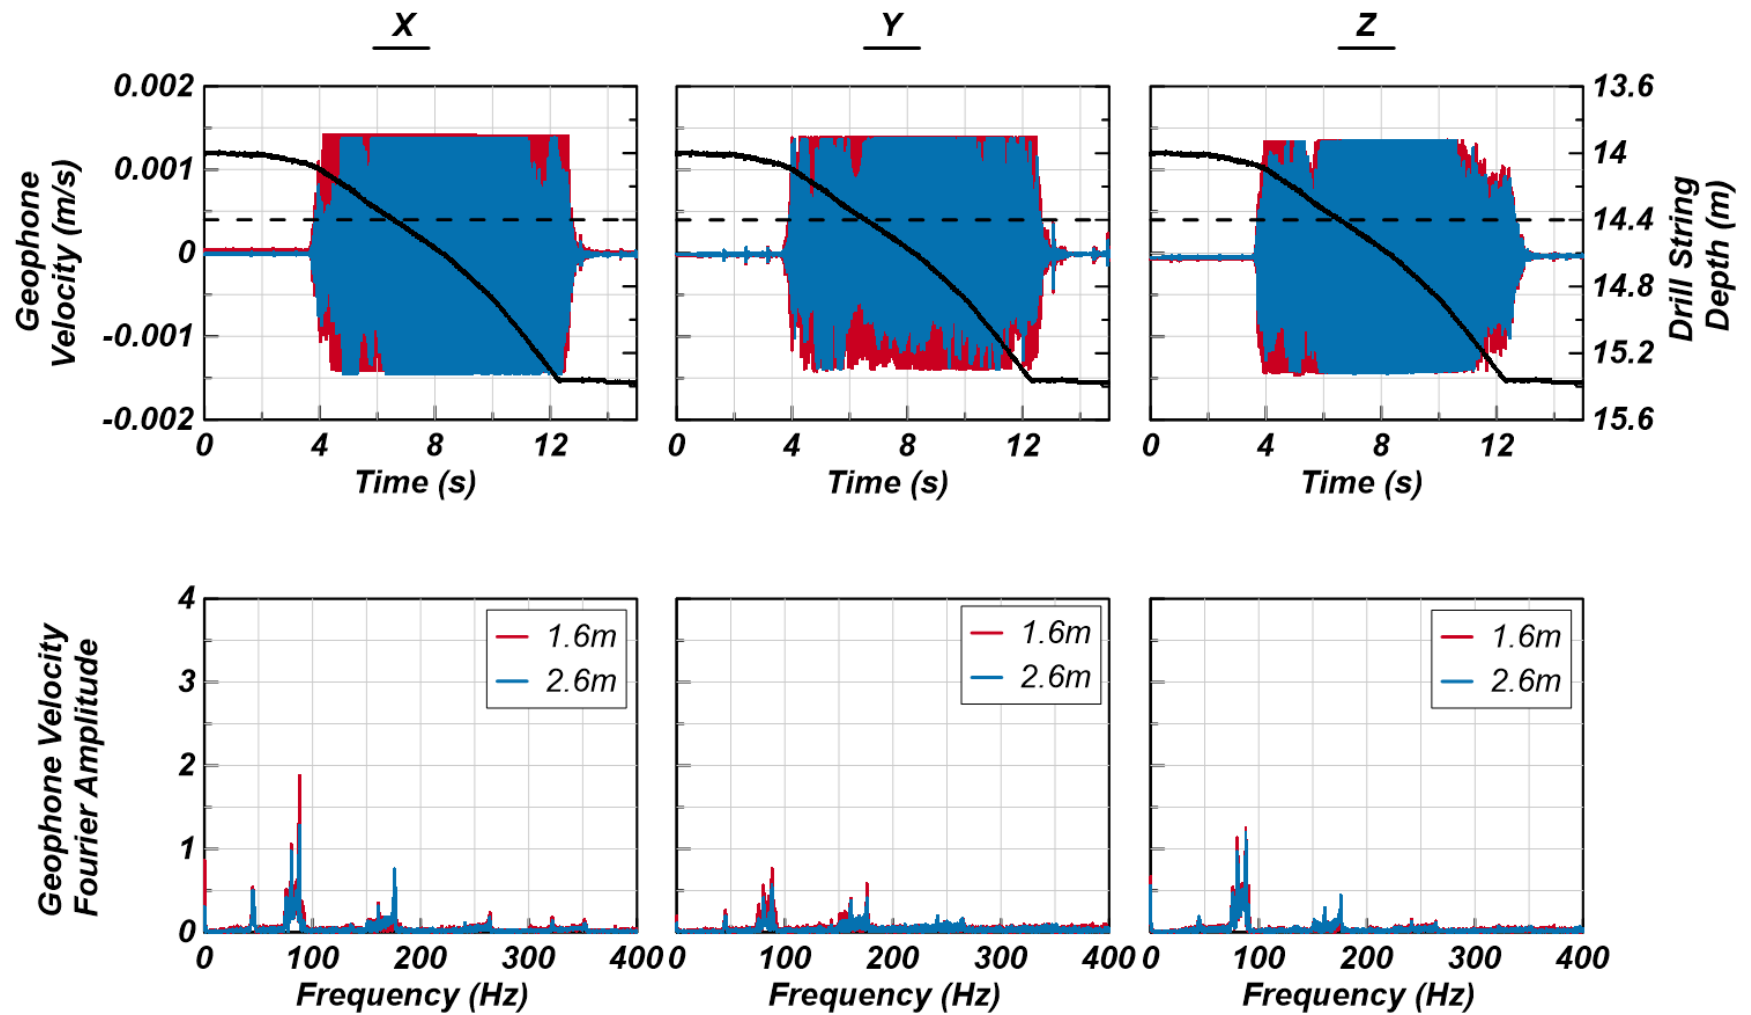 X Y Z
0.002
0.001
0
-0.001
-0.002
Geophone
Velocity (m/s)
13.6
14
14.4
14.8
15.2
15.6
Drill String
Depth (m)
0 4 8 12
0 4 8 12
0 4 8 12
Time (s)
Time (s)
Time (s)
4
3
2
1
0
Geophone Velocity
Fourier Amplitude
1.6m
2.6m
1.6m
2.6m
1.6m
2.6m
0 100 200 300 400
0 100 200 300 400
0 100 200 300 400
Frequency (Hz)
Frequency (Hz)
Frequency (Hz)